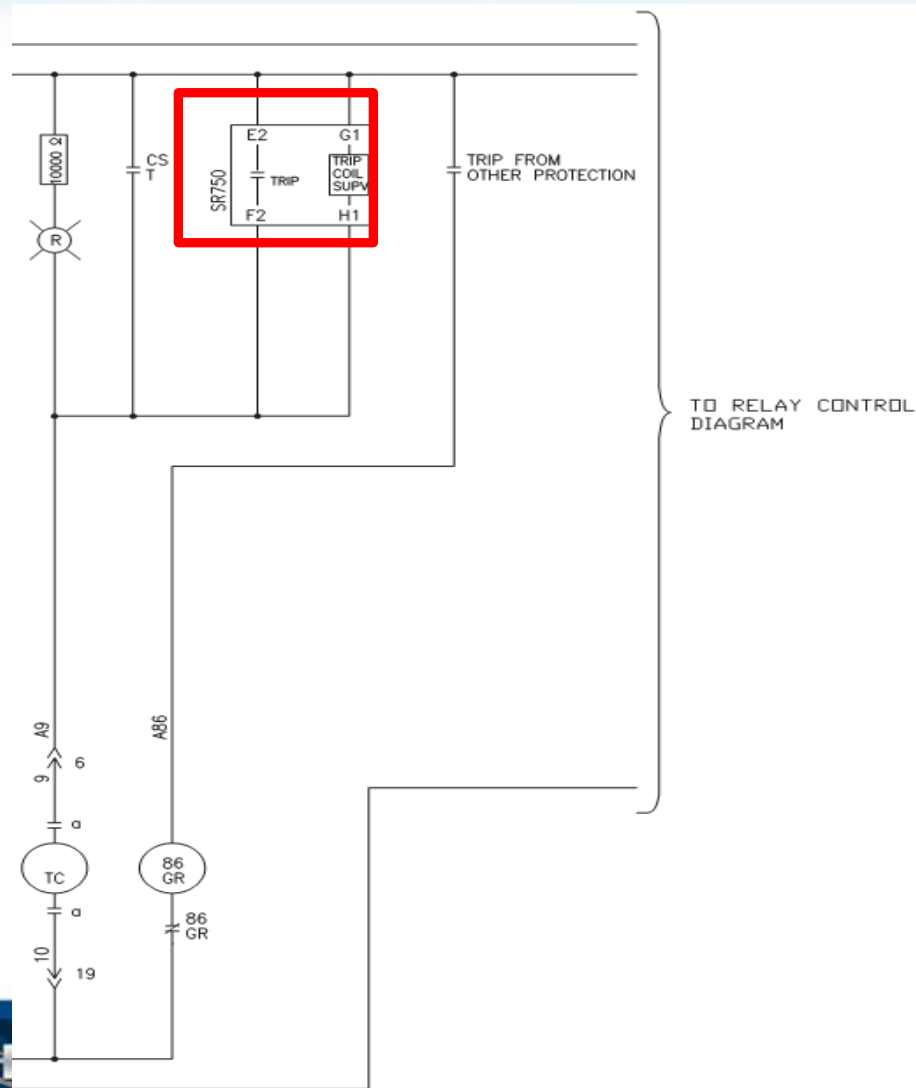 10000 Ω
R
CS
T
SR750
E2
G1
TRIP
TRIP
COIL
SUPV
F2
H1
TRIP FROM
OTHER PROTECTION
TO RELAY CONTROL
DIAGRAM
A9
A86
6
9
a
TC
86
GR
a
86
GR
10
19